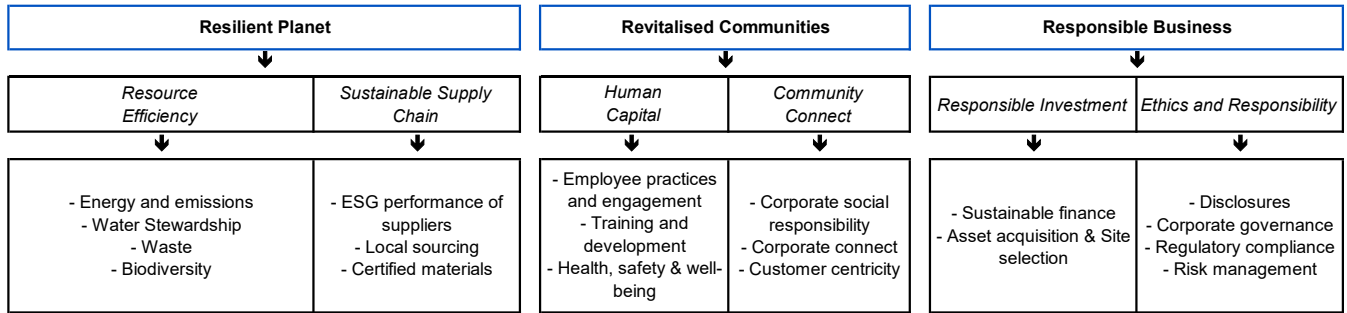 Resilient Planet
Revitalised Communities
Responsible Business
Resource
Efficiency
Sustainable Supply
Chain
Human
Capital
Community
Connect
Responsible Investment
Ethics and Responsibility
- Energy and emissions
- Water Stewardship
- Waste
- Biodiversity
- ESG performance of
suppliers
- Local sourcing
- Certified materials
- Employee practices
and engagement
- Training and
development
- Health, safety & well-
being
- Corporate social
responsibility
- Corporate connect
- Customer centricity
- Sustainable finance
- Asset acquisition & Site
selection
- Disclosures
- Corporate governance
- Regulatory compliance
- Risk management